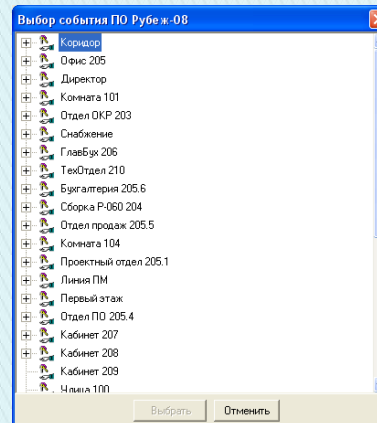 Выбор события ПО Рубеж-08
Коридор
Офис 205
Директор
Комната 101
Отдел ОКР 203
Снабжение
ГлавБух 206
ТехОтдел 210
Бухгалтерия 205.6
Сборка Р-060 204
Отдел продаж 205.5
Комната 104
Проектный отдел 205.1
Линия ПМ
Первый этаж
Отдел ПО 205.4
Кабинет 207
Кабинет 208
Кабинет 209
Улица 100
Выбрать Отменить